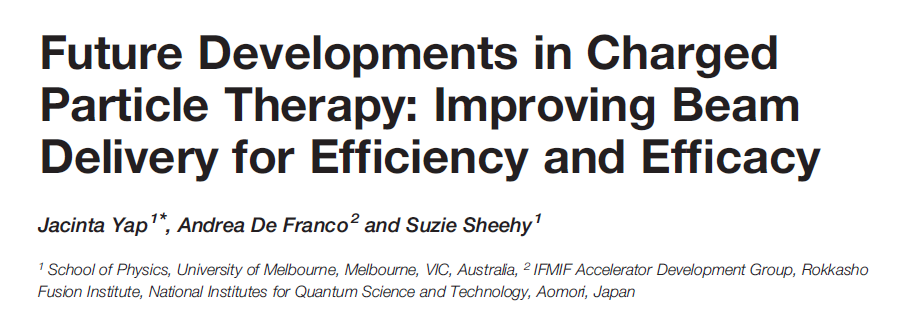 Future Developments in Charged
Particle Therapy: Improving Beam
Delivery for Efficiency and Efficacy
Jacinta Yap1*, Andrea De Franco2 and Suzie Sheehy1
1 School of Physics, University of Melbourne, Melbourne, VIC, Australia, 2 IFMIF Accelerator Development Group, Rokkasho
Fusion Institute, National Institutes for Quantum Science and Technology, Aomori, Japan